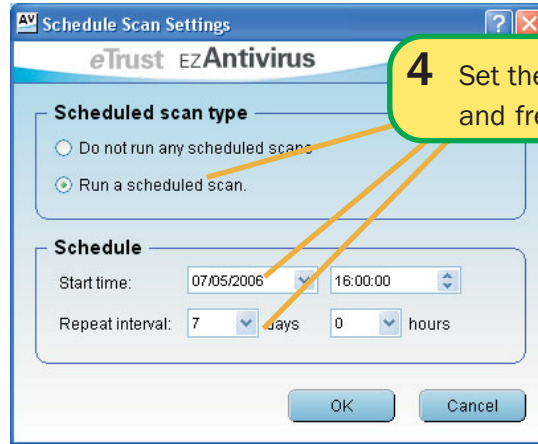 AV Schedule Scan Settings
eTrust EZAntivirus
4 Set the
and fre
Scheduled scan type
Do not run any scheduled scans
Run a scheduled scan.
Schedule
Start time: 07/05/2006 16:00:00
Repeat interval: 7 days 0 hours
OK Cancel